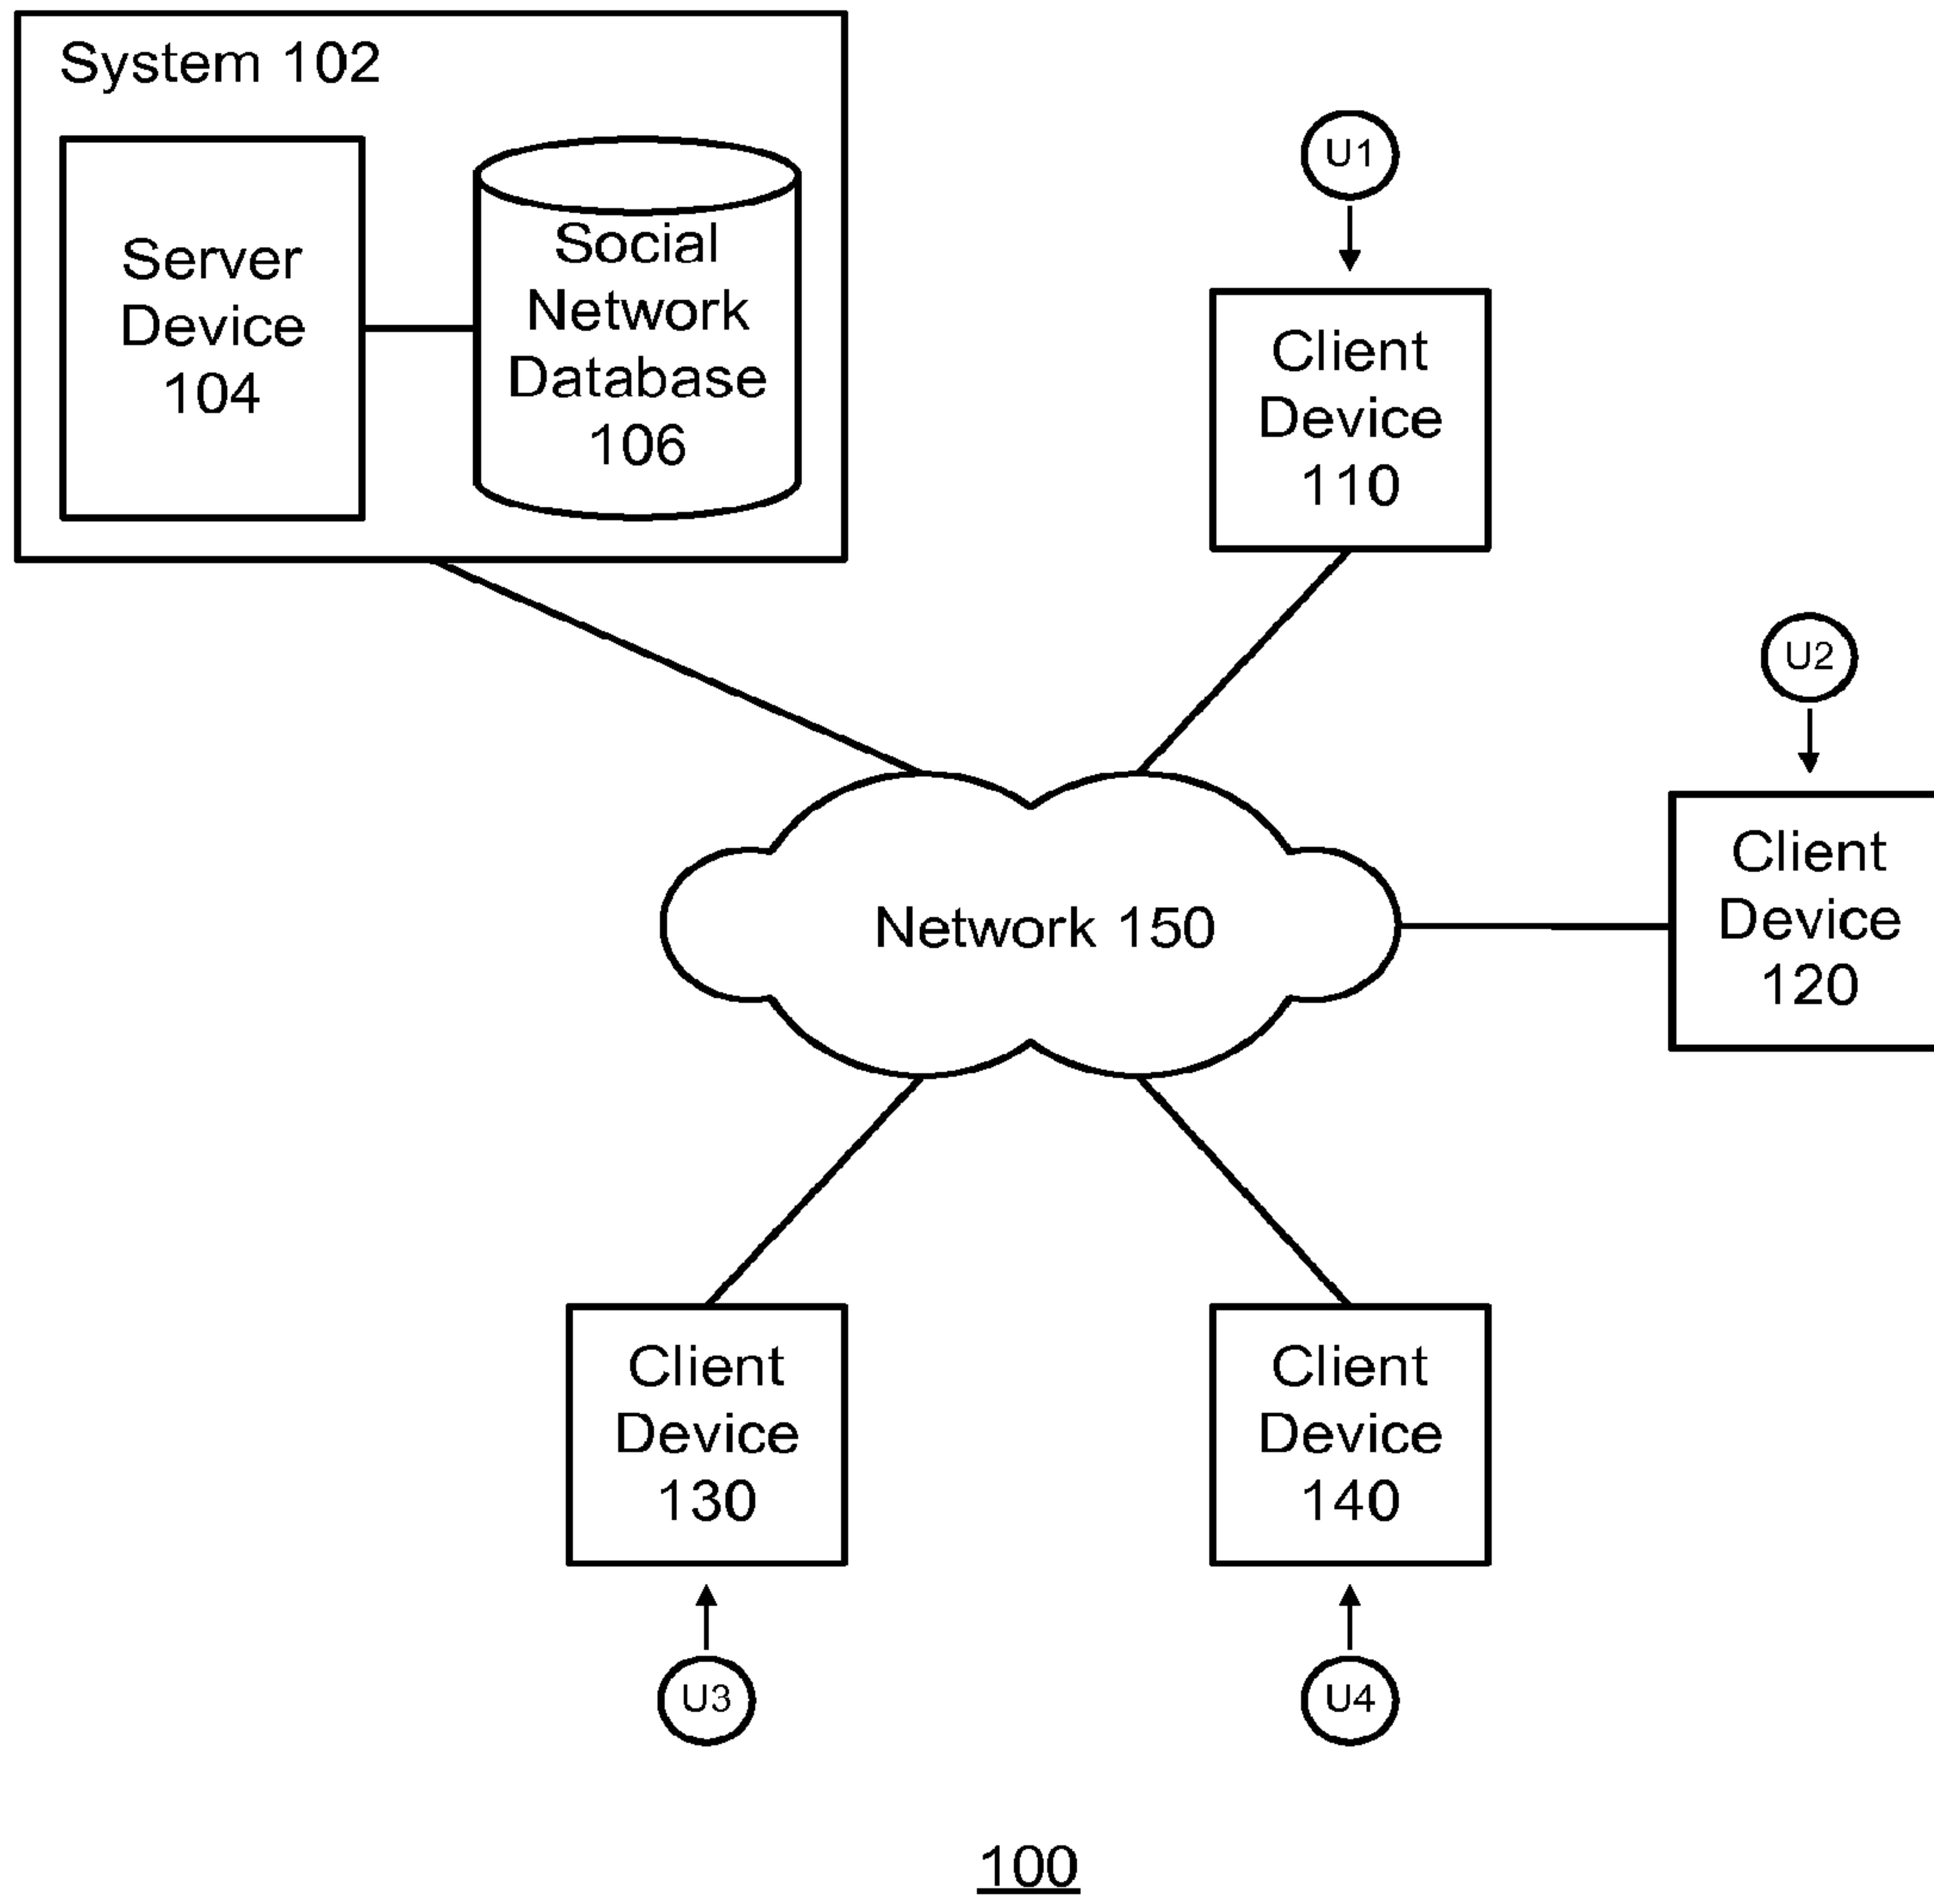 System 102
Server
Device
104
Social
Network
Database
106
U1
Client
Device
110
U2
Client
Device
120
Network 150
Client
Device
130
Client
Device
140
U3
U4
100